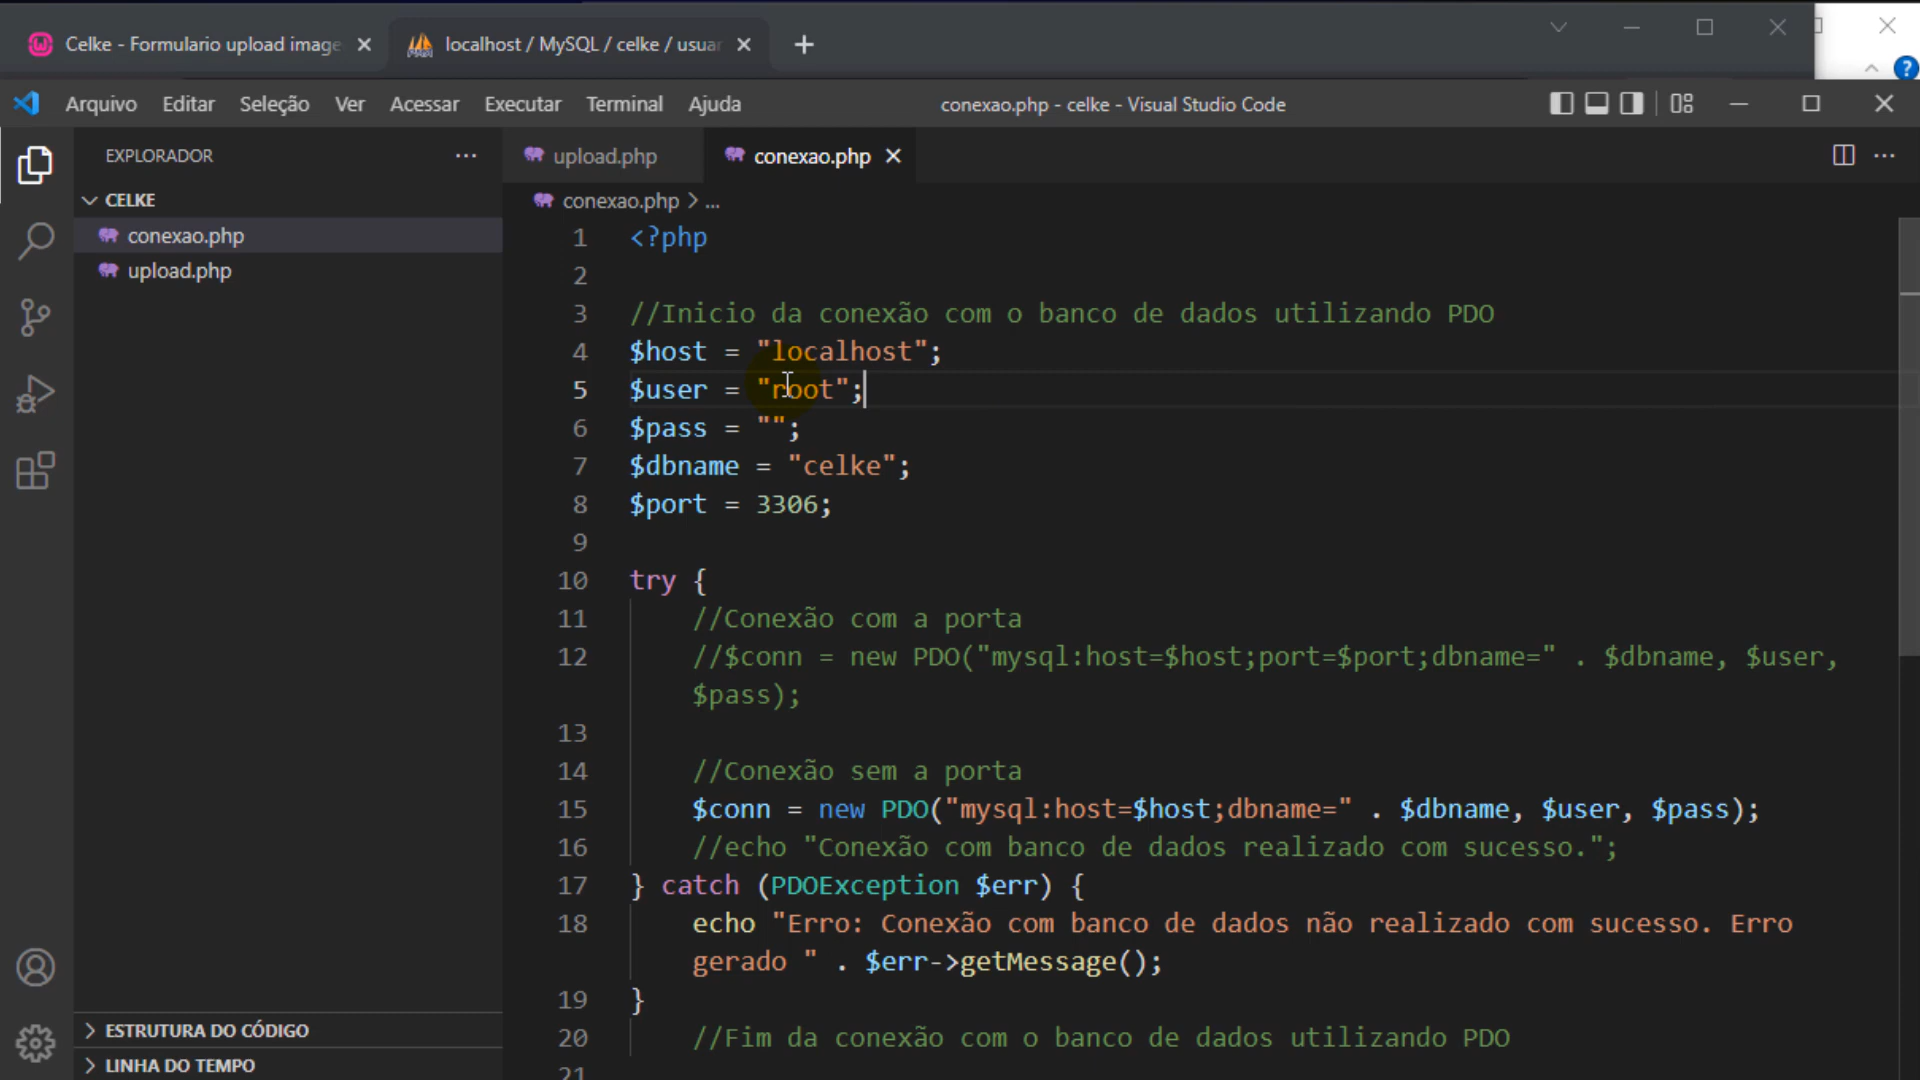 Celke - Formulario upload image
localhost / MySQL / celke / usuar
Arquivo Editar Seleção Ver Acessar Executar Terminal Ajuda
conexao.php - celke - Visual Studio Code
EXPLORADOR
CELKE
conexao.php
upload.php
upload.php
conexao.php
conexao.php > ...
1 <?php
2
3 //Inicio da conexão com o banco de dados utilizando PDO
4 $host = "localhost";
5 $user = "root";
6 $pass = "";
7 $dbname = "celke";
8 $port = 3306;
9
10 try {
11 //Conexão com a porta
12 //$conn = new PDO("mysql:host=$host;port=$port;dbname=" . $dbname, $user,
$pass);
13
14 //Conexão sem a porta
15 $conn = new PDO("mysql:host=$host;dbname=" . $dbname, $user, $pass);
16 //echo "Conexão com banco de dados realizado com sucesso.";
17 } catch (PDOException $err) {
18 echo "Erro: Conexão com banco de dados não realizado com sucesso. Erro
gerado " . $err->getMessage();
19 }
20 //Fim da conexão com o banco de dados utilizando PDO
21
ESTRUTURA DO CÓDIGO
LINHA DO TEMPO